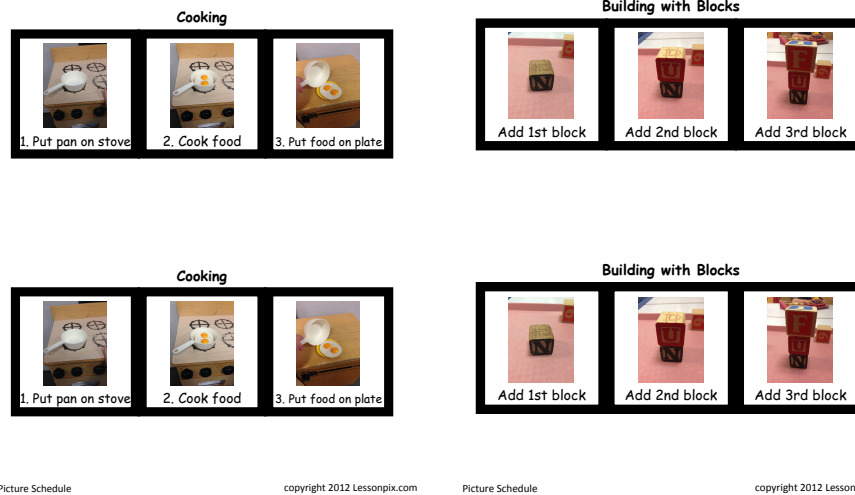 Cooking
1. Put pan on stove
2. Cook food
3. Put food on plate
Building with Blocks
Add 1st block
Add 2nd block
Add 3rd block
N
U
N
F
U
N
Cooking
1. Put pan on stove
2. Cook food
3. Put food on plate
Building with Blocks
Add 1st block
Add 2nd block
Add 3rd block
N
U
N
F
U
N
Picture Schedule
copyright 2012 Lessonpix.com
Picture Schedule
copyright 2012 Lesson